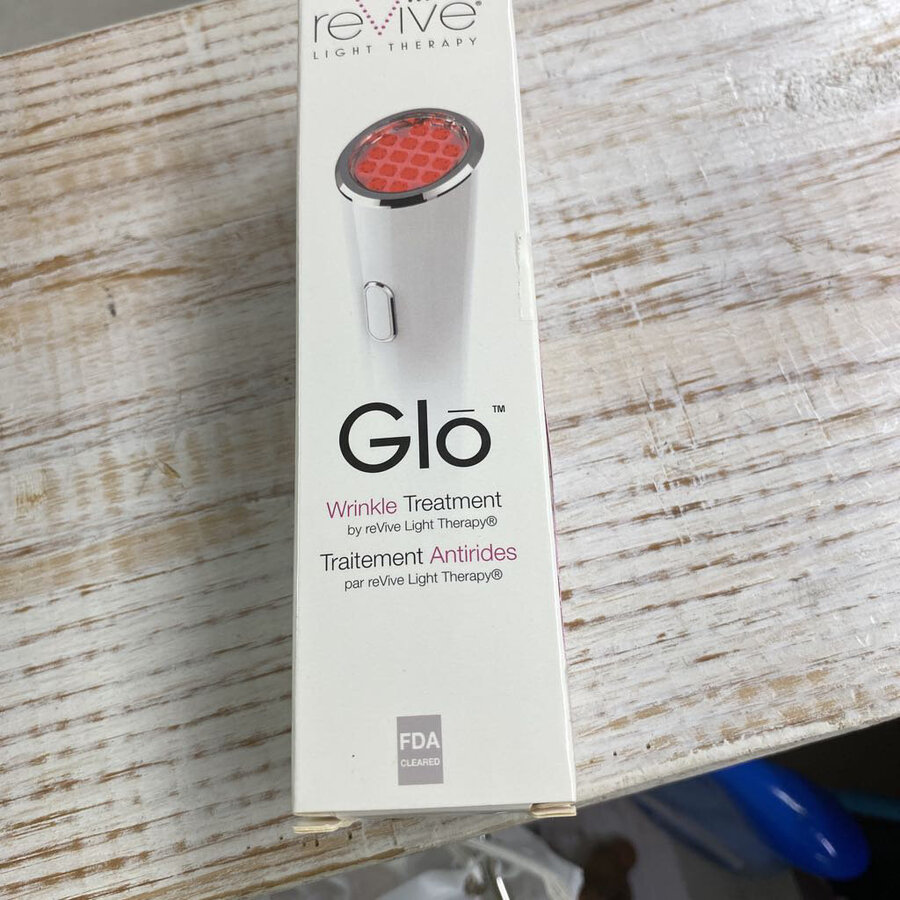 reVive®
LIGHT THERAPY
Glō™
Wrinkle Treatment
by reVive Light Therapy®
Traitement Antirides
par reVive Light Therapy®
FDA
CLEARED